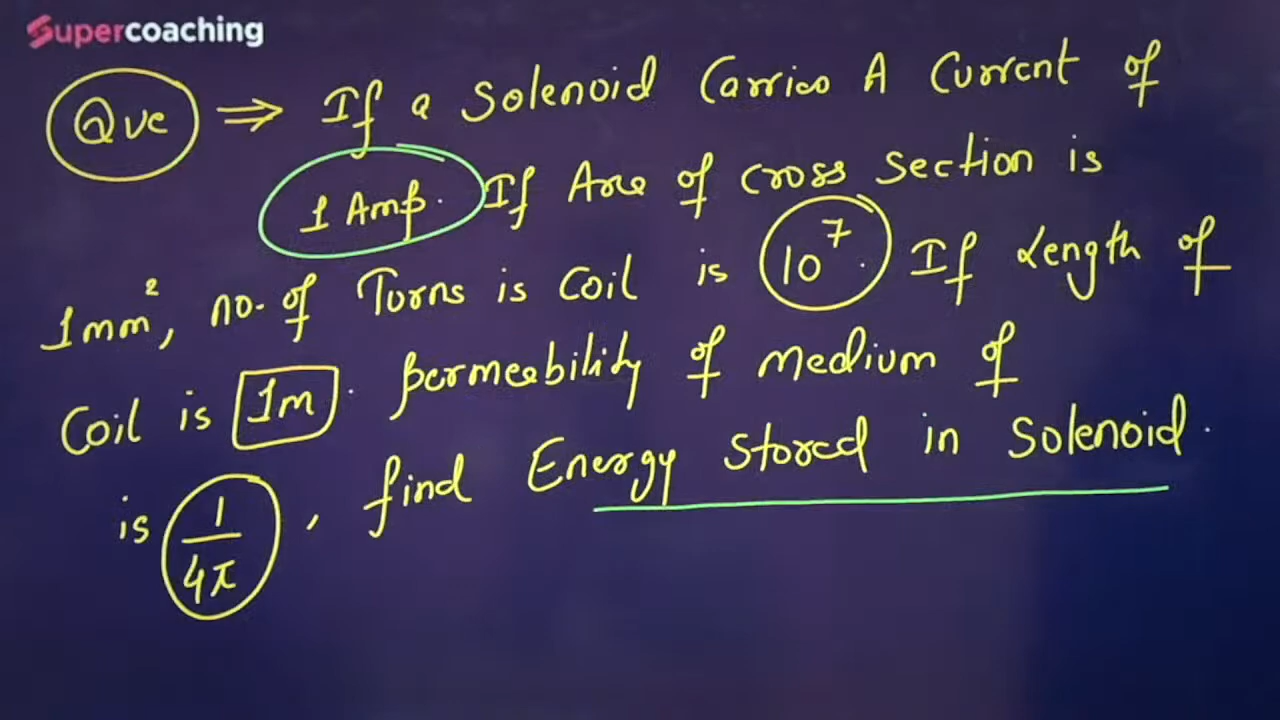 Supercoaching
Que ⇒ If a Solenoid Carries A Current of
1 Amp. If Are of cross section is
1mm², no. of Turns is Coil is 10⁷. If Length of
Coil is 1m. permeability of medium of
is 1/4π, find Energy Stored in Solenoid.